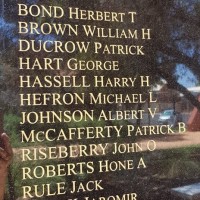 BOND HERBERT T
BROWN WILLIAM H
DUCROW PATRICK
HART GEORGE
HASSELL HARRY H
HEFRON MICHAEL L
JOHNSON ALBERT V
MCCAFFERTY PATRICK B
RISEBERRY JOHN O
ROBERTS HONE A
RULE JACK
JAROMIR